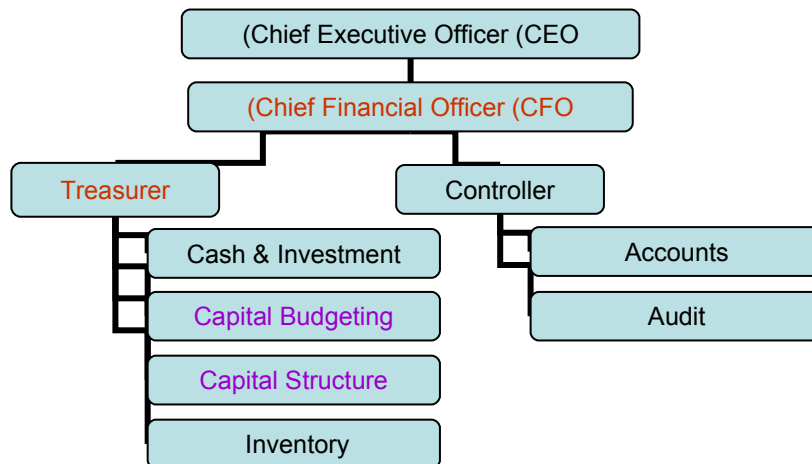 (Chief Executive Officer (CEO
(Chief Financial Officer (CFO
Treasurer
Controller
Cash & Investment
Accounts
Capital Budgeting
Audit
Capital Structure
Inventory